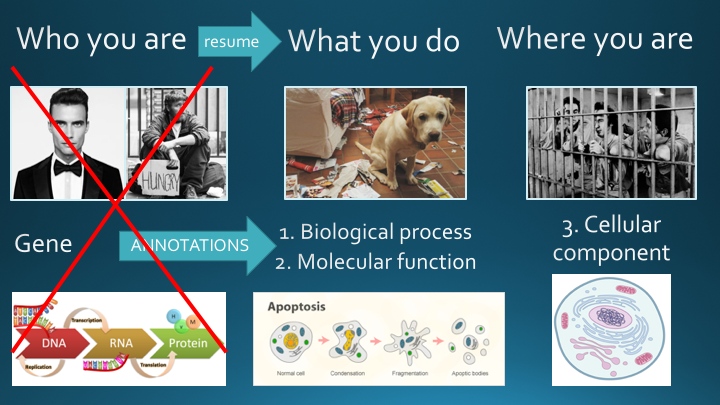 Who you are
resume
What you do
Where you are
HUNGRY
Gene
ANNOTATIONS
1. Biological process
2. Molecular function
3. Cellular
component
Transcription
DNA
RNA
Protein
H
M
Replication
Translation
Apoptosis
Normal cell
Condensation
Fragmentation
Apoptic bodies